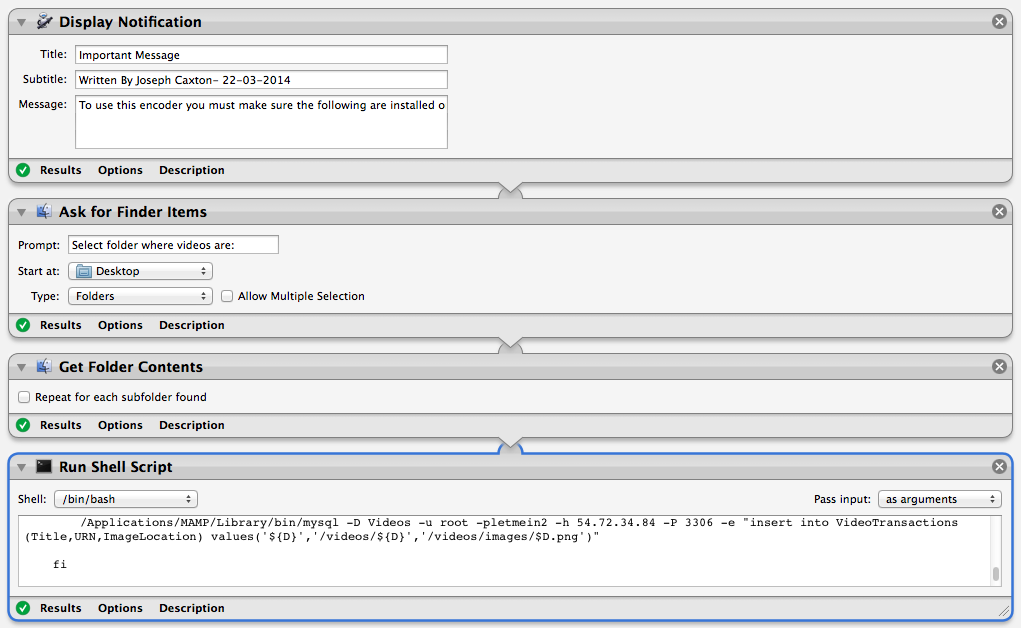 Display Notification
Title: Important Message
Subtitle: Written By Joseph Caxton- 22-03-2014
Message: To use this encoder you must make sure the following are installed o
Results Options Description
Ask for Finder Items
Prompt: Select folder where videos are:
Start at: Desktop
Type: Folders Allow Multiple Selection
Results Options Description
Get Folder Contents
Repeat for each subfolder found
Results Options Description
Run Shell Script
Shell: /bin/bash Pass input: as arguments
/Applications/MAMP/Library/bin/mysql -D Videos -u root -pletmein2 -h 54.72.34.84 -P 3306 -e "insert into VideoTransactions
(Title,URN,ImageLocation) values('${D}','/videos/${D}','/videos/images/$D.png')"
fi
Results Options Description